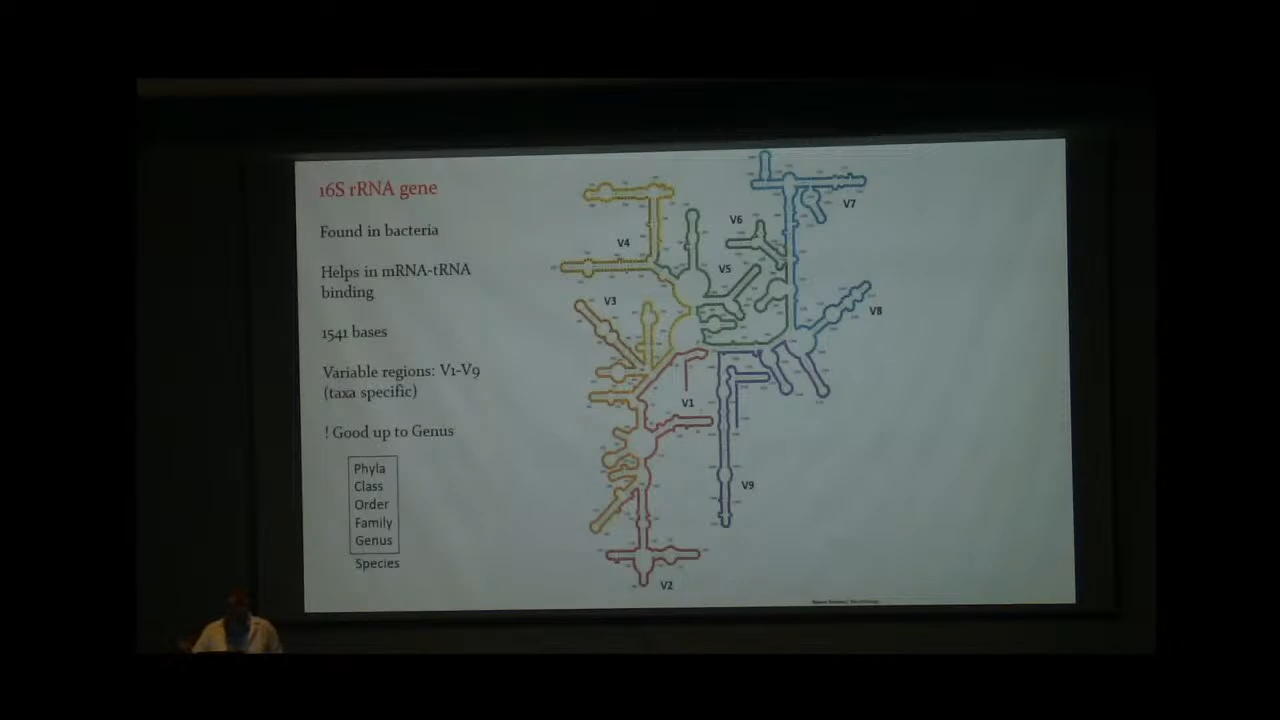 16S rRNA gene
Found in bacteria
Helps in mRNA-tRNA
binding
1541 bases
Variable regions: V1-V9
(taxa specific)
! Good up to Genus
Phyla
Class
Order
Family
Genus
Species
V4
V3
V6
V5
V7
V8
V1
V9
V2